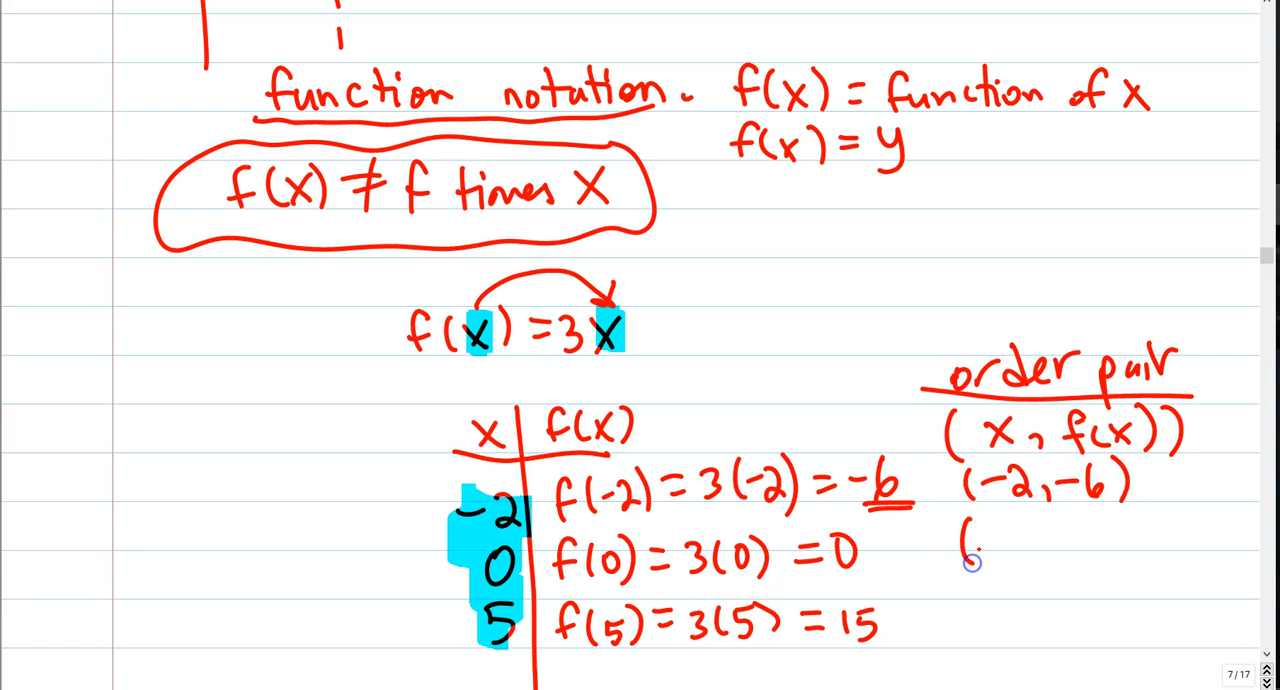 function notation. f(x) = function of x
f(x) = y
f(x) ≠ f times x
f(x) = 3x
order pair
x f(x) (x, f(x))
-2 f(-2) = 3(-2) = -6 (-2, -6)
0 f(0) = 3(0) = 0 (
5 f(5) = 3(5) = 15
7/17